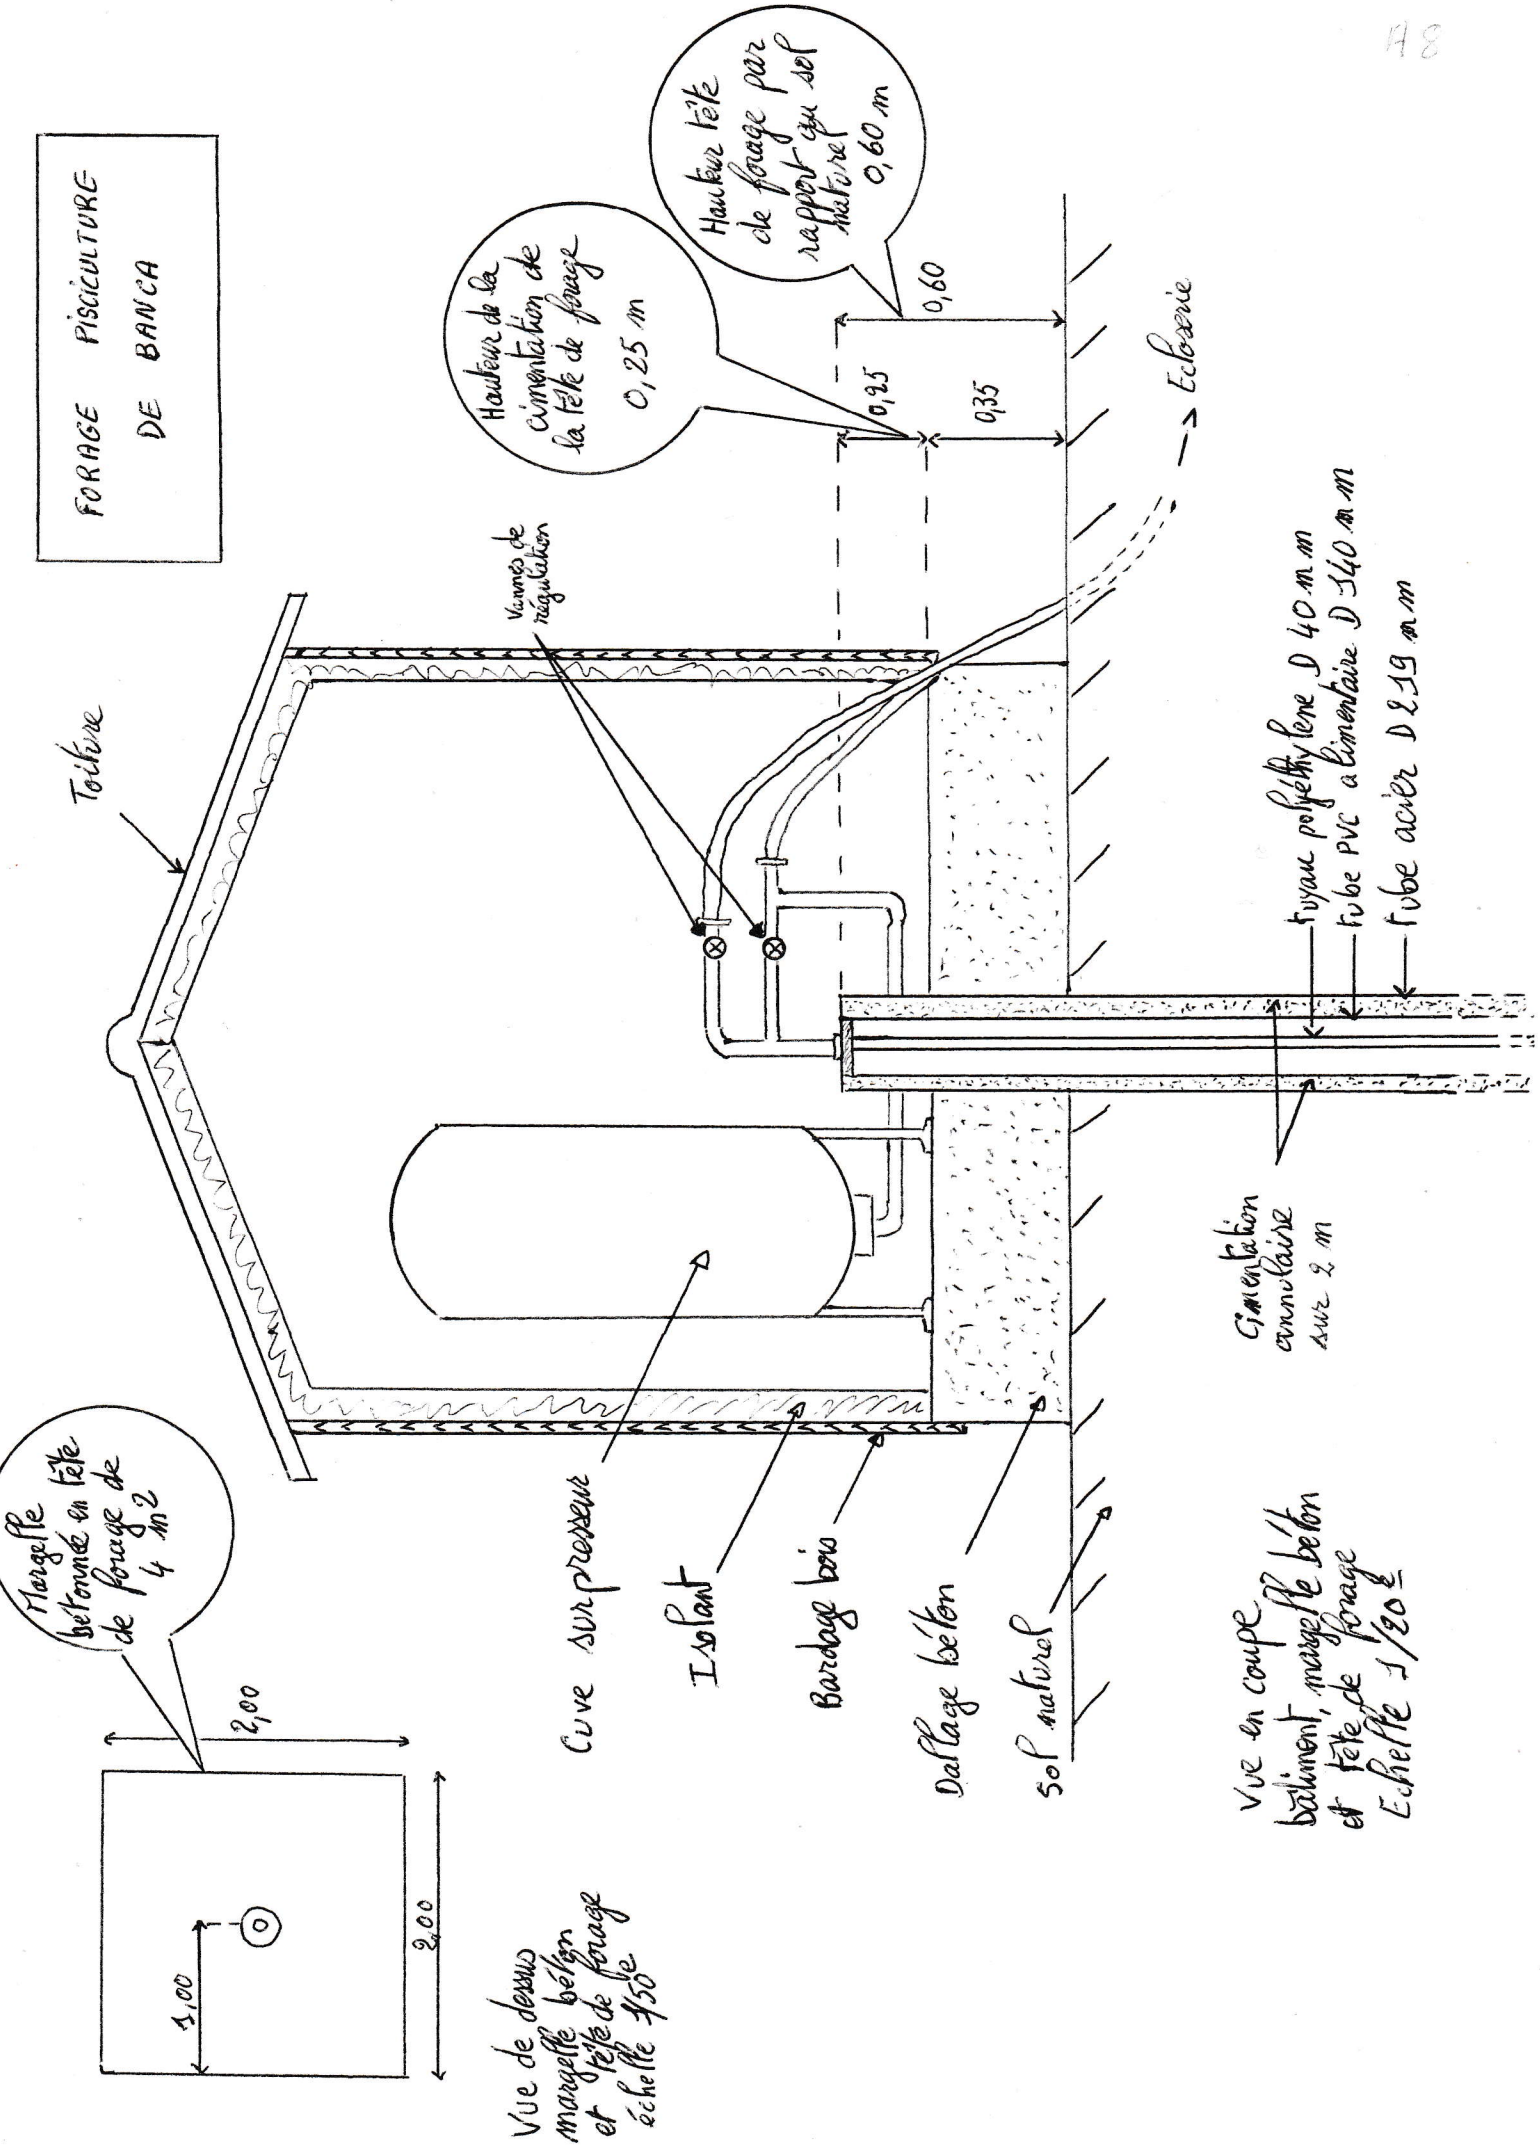 A8
FORAGE PISCICULTURE
DE BANCA
Margelle
bétonnée en tête
de forage de
4 m2
2,00
2,00
1,00
Vue de dessus
margelle béton
et tête de forage
échelle 1/50e
Toiture
Vannes de
régulation
Hauteur de la
cimentation de
la tête de forage
0,25 m
Hauteur tête
de forage par
rapport au sol
naturel
0,60 m
0,25
0,35
0,60
Ecloserie
Cuve surpresseur
Isolant
Bardage bois
Dallage béton
Sol naturel
Cimentation
annulaire
sur 2 m
tuyau polyéthylene D 40 mm
tube PVC alimentaire D 140 mm
tube acier D 219 mm
Vue en coupe
bâtiment, margelle béton
et tête de forage
Echelle 1/20e